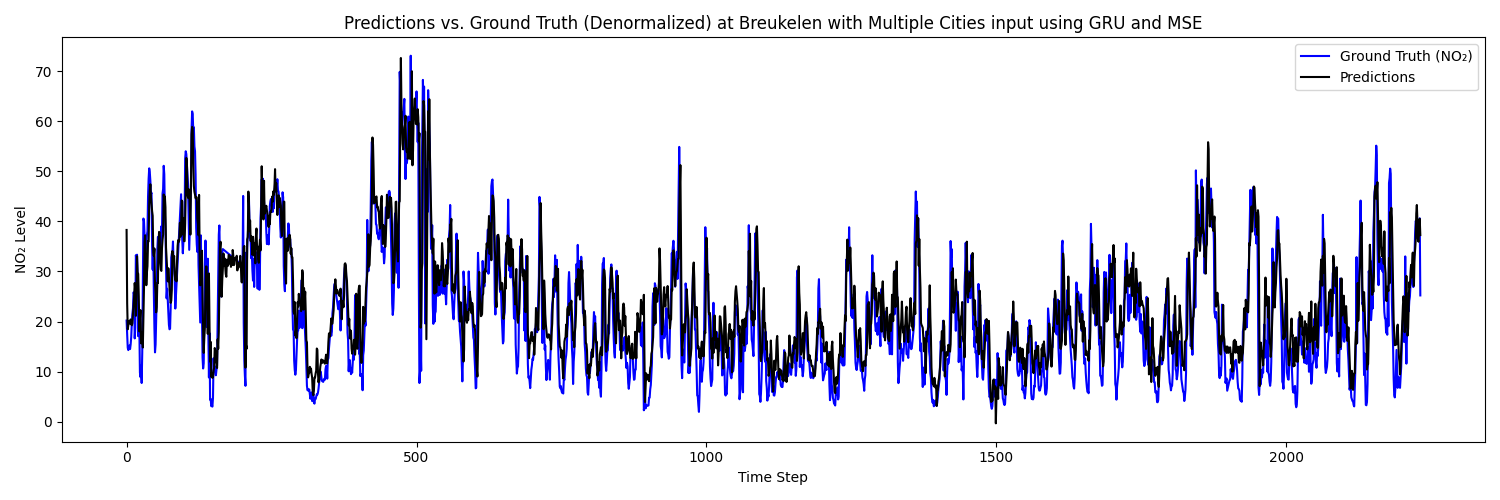 Predictions vs. Ground Truth (Denormalized) at Breukelen with Multiple Cities input using GRU and MSE
Ground Truth (NO₂)
Predictions
NO₂ Level
70
60
50
40
30
20
10
0
0
500
1000
1500
2000
Time Step